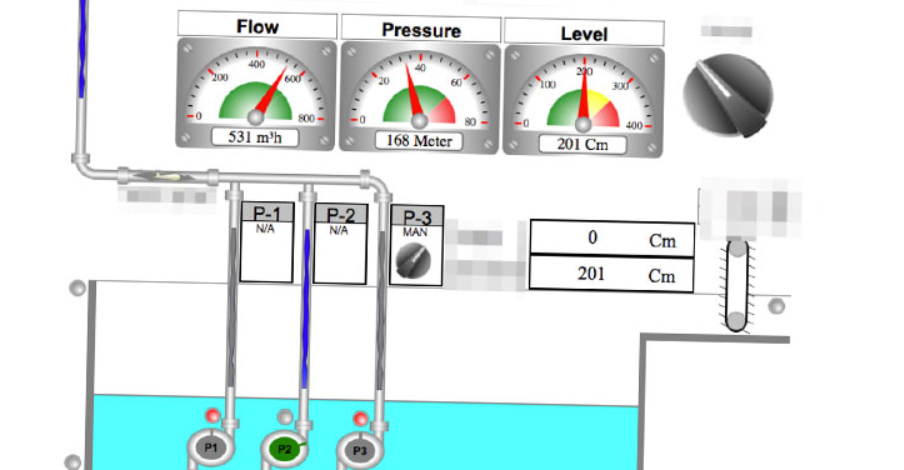 Flow
Pressure
Level
0 200 400 600 800
531 m³h
20 40 60 80
0
168 Meter
0 100 200 300 400
201 Cm
P-1
N/A
P-2
N/A
P-3
MAN
0 Cm
201 Cm
P1
P2
P3